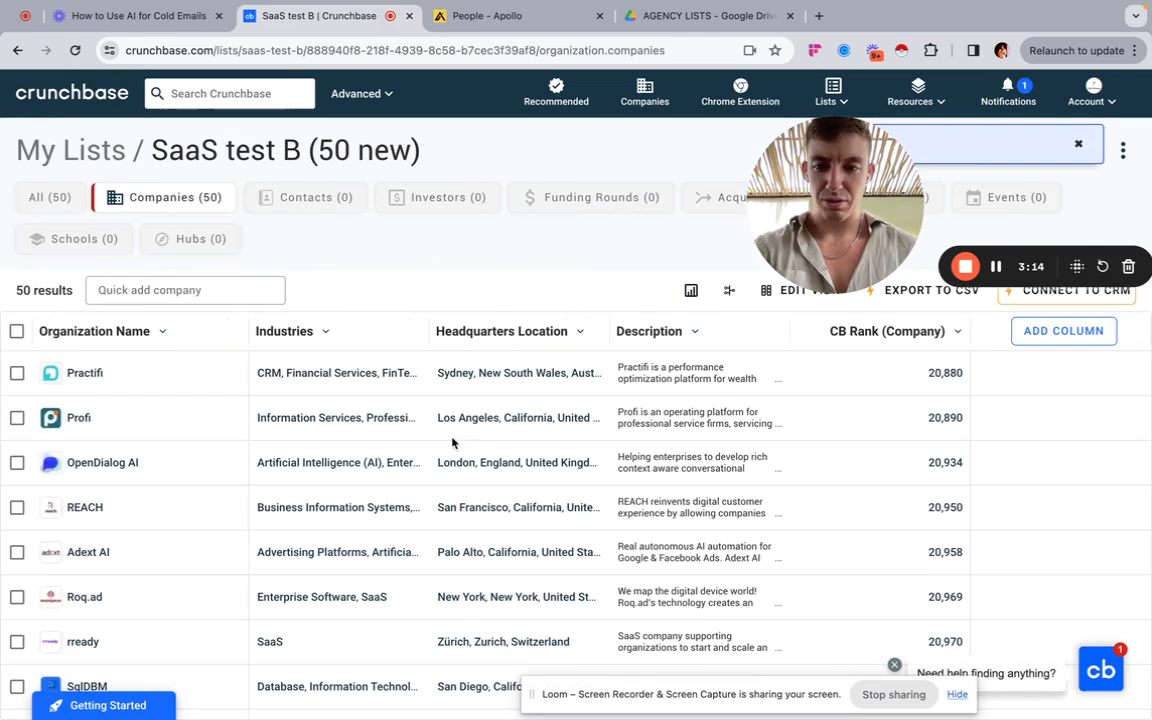 How to Use AI for Cold Emails
SaaS test B | Crunchbase
People - Apollo
AGENCY LISTS - Google Driv
crunchbase.com/lists/saas-test-b/888940f8-218f-4939-8c58-b7cec3f39af8/organization.companies
9+
Relaunch to update
crunchbase
Search Crunchbase
Advanced
Recommended
Companies
Chrome Extension
Lists
Resources
1
Notifications
Account
My Lists / SaaS test B (50 new)
All (50)
Companies (50)
Contacts (0)
Investors (0)
Funding Rounds (0)
Acqu
)
Events (0)
Schools (0)
Hubs (0)
3:14
50 results
Quick add company
EDIT VIEW
EXPORT TO CSV
CONNECT TO CRM
Organization Name
Industries
Headquarters Location
Description
CB Rank (Company)
ADD COLUMN
Practifi
CRM, Financial Services, FinTe...
Sydney, New South Wales, Aust...
Practifi is a performance
optimization platform for wealth
...
20,880
Profi
Information Services, Professi...
Los Angeles, California, United ...
Profi is an operating platform for
professional service firms, servicing ...
20,890
OpenDialog AI
Artificial Intelligence (AI), Enter...
London, England, United Kingd...
Helping enterprises to develop rich
context aware conversational
...
20,934
REACH
Business Information Systems,...
San Francisco, California, Unite...
REACH reinvents digital customer
experience by allowing companies
...
20,950
Adext AI
Advertising Platforms, Artificia...
Palo Alto, California, United Sta...
Real autonomous AI automation for
Google & Facebook Ads. Adext AI
...
20,958
Roq.ad
Enterprise Software, SaaS
New York, New York, United St...
We map the digital device world!
Roq.ad's technology creates an
...
20,969
rready
SaaS
Zürich, Zurich, Switzerland
SaaS company supporting
organizations to start and scale an
...
20,970
SqlDBM
Database, Information Technol...
San Diego, Califo
Need help finding anything?
cb
1
Getting Started
Loom – Screen Recorder & Screen Capture is sharing your screen.
Stop sharing
Hide